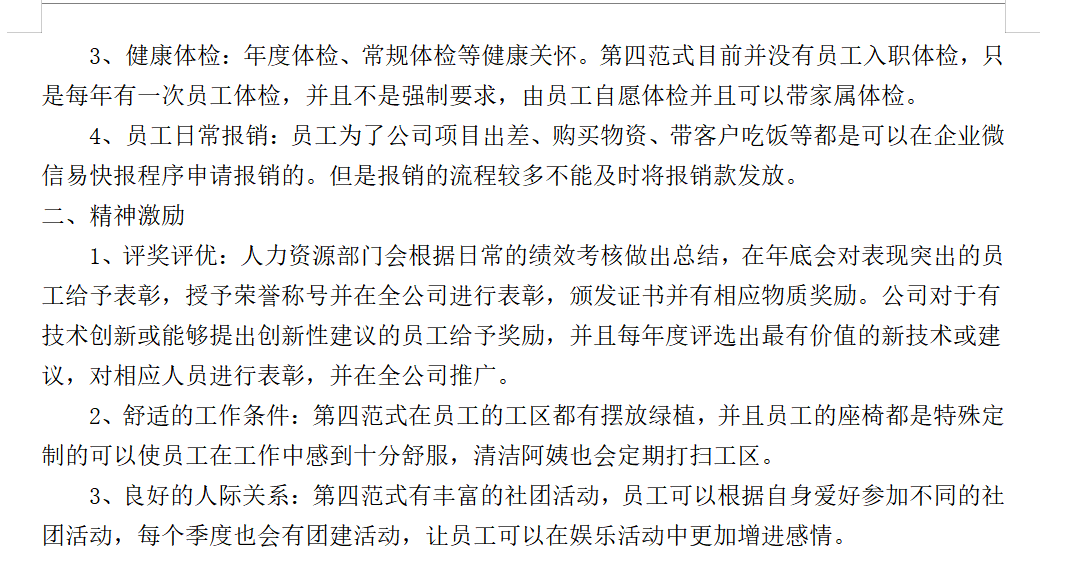 3、健康体检：年度体检、常规体检等健康关怀。第四范式目前并没有员工入职体检，只
是每年有一次员工体检，并且不是强制要求，由员工自愿体检并且可以带家属体检。
4、员工日常报销：员工为了公司项目出差、购买物资、带客户吃饭等都是可以在企业微
信易快报程序申请报销的。但是报销的流程较多不能及时将报销款发放。
二、精神激励
1、评奖评优：人力资源部门会根据日常的绩效考核做出总结，在年底会对表现突出的员
工给予表彰，授予荣誉称号并在全公司进行表彰，颁发证书并有相应物质奖励。公司对于有
技术创新或能够提出创新性建议的员工给予奖励，并且每年度评选出最有价值的新技术或建
议，对相应人员进行表彰，并在全公司推广。
2、舒适的工作条件：第四范式在员工的工区都有摆放绿植，并且员工的座椅都是特殊定
制的可以使员工在工作中感到十分舒服，清洁阿姨也会定期打扫工区。
3、良好的人际关系：第四范式有丰富的社团活动，员工可以根据自身爱好参加不同的社
团活动，每个季度也会有团建活动，让员工可以在娱乐活动中更加增进感情。